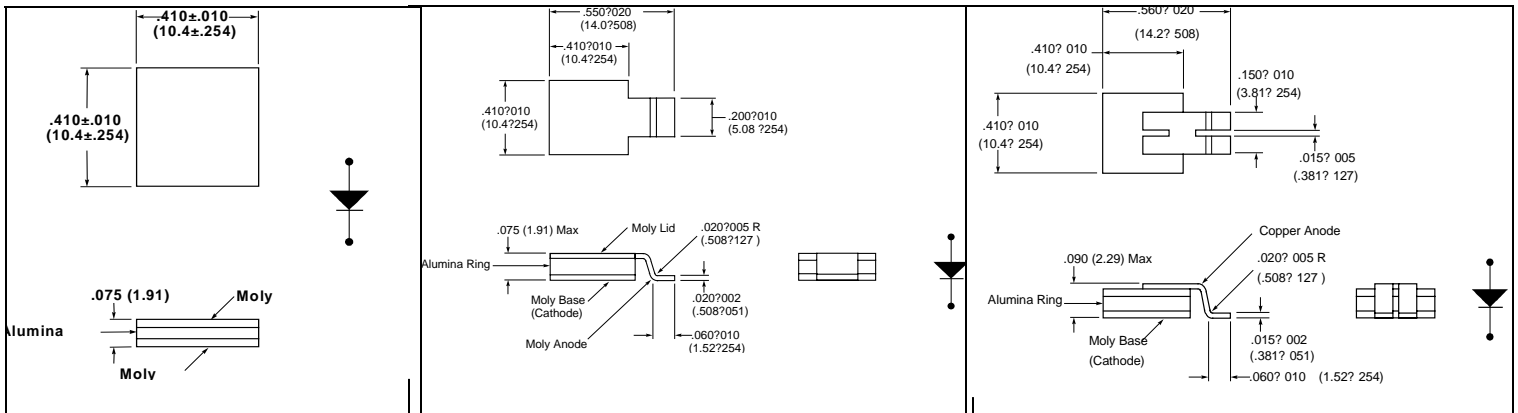 .410±.010
(10.4±.254)
.410±.010
(10.4±.254)
.075 (1.91)
Moly
Alumina
Moly
.550?020
(14.0?508)
.410?010
(10.4?254)
.410?010
(10.4?254)
.200?010
(5.08 ?254)
.075 (1.91) Max
Moly Lid
.020?005 R
(.508?127 )
Alumina Ring
Moly Base
(Cathode)
.020?002
(.508?051)
Moly Anode
.060?010
(1.52?254)
.560? 020
(14.2? 508)
.410? 010
(10.4? 254)
.150? 010
(3.81? 254)
.410? 010
(10.4? 254)
.015? 005
(.381? 127)
Copper Anode
.090 (2.29) Max
.020? 005 R
(.508? 127 )
Alumina Ring
Moly Base
(Cathode)
.015? 002
(.381? 051)
.060? 010 (1.52? 254)